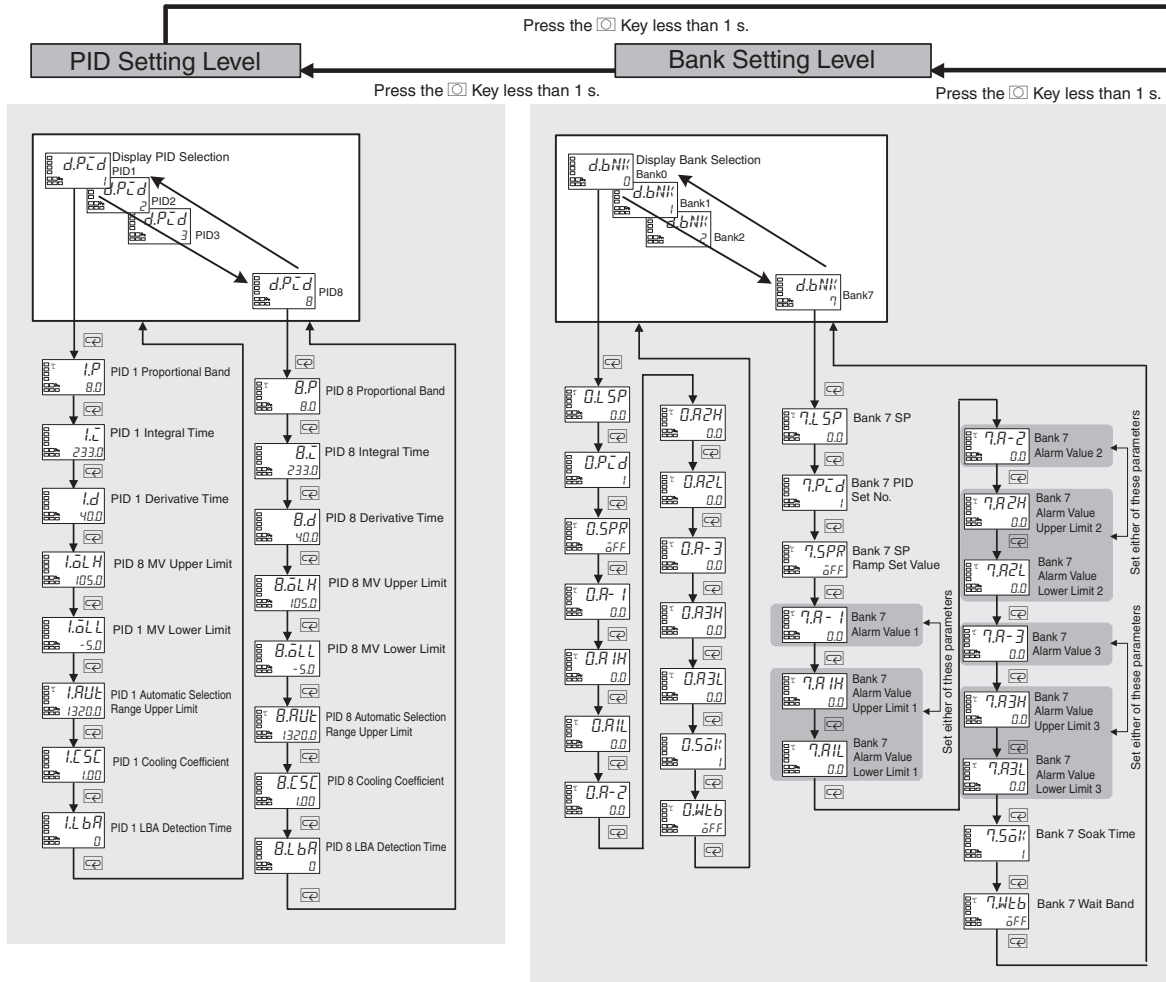 Press the Key less than 1 s.
PID Setting Level
Bank Setting Level
Press the Key less than 1 s.
Press the Key less than 1 s.
d.PID
1
Display PID Selection
PID1
d.PID
2
PID2
d.PID
3
PID3
d.PID
8
PID8
1.P
8.0
PID 1 Proportional Band
1.I
233.0
PID 1 Integral Time
1.d
40.0
PID 1 Derivative Time
1.oLH
105.0
PID 8 MV Upper Limit
1.oLL
-5.0
PID 1 MV Lower Limit
1.AUt
1320.0
PID 1 Automatic Selection
Range Upper Limit
1.CSC
1.00
PID 1 Cooling Coefficient
1.LbA
0
PID 1 LBA Detection Time
8.P
8.0
PID 8 Proportional Band
8.I
233.0
PID 8 Integral Time
8.d
40.0
PID 8 Derivative Time
8.oLH
105.0
PID 8 MV Upper Limit
8.oLL
-5.0
PID 8 MV Lower Limit
8.AUt
1320.0
PID 8 Automatic Selection
Range Upper Limit
8.CSC
1.00
PID 8 Cooling Coefficient
8.LbA
0
PID 8 LBA Detection Time
d.bNK
0
Display Bank Selection
Bank0
d.bNK
1
Bank1
d.bNK
2
Bank2
d.bNK
7
Bank7
0.LSP
0.0
0.PID
1
0.SPR
oFF
0.A-1
0.0
0.A1H
0.0
0.A1L
0.0
0.A-2
0.0
0.A2H
0.0
0.A2L
0.0
0.A-3
0.0
0.A3H
0.0
0.A3L
0.0
0.SoK
1
0.Wtb
oFF
7.LSP
0.0
Bank 7 SP
7.PID
1
Bank 7 PID
Set No.
7.SPR
oFF
Bank 7 SP
Ramp Set Value
7.A-1
0.0
Bank 7
Alarm Value 1
7.A1H
0.0
Bank 7
Alarm Value
Upper Limit 1
7.A1L
0.0
Bank 7
Alarm Value
Lower Limit 1
Set either of these parameters
7.A-2
0.0
Bank 7
Alarm Value 2
7.A2H
0.0
Bank 7
Alarm Value
Upper Limit 2
7.A2L
0.0
Bank 7
Alarm Value
Lower Limit 2
Set either of these parameters
7.A-3
0.0
Bank 7
Alarm Value 3
7.A3H
0.0
Bank 7
Alarm Value
Upper Limit 3
7.A3L
0.0
Bank 7
Alarm Value
Lower Limit 3
Set either of these parameters
7.SoK
1
Bank 7 Soak Time
7.Wtb
oFF
Bank 7 Wait Band